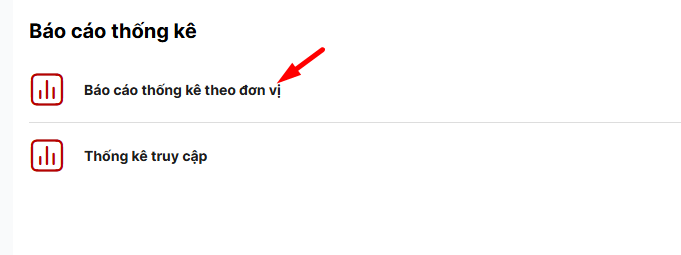 Báo cáo thống kê
Báo cáo thống kê theo đơn vị
Thống kê truy cập